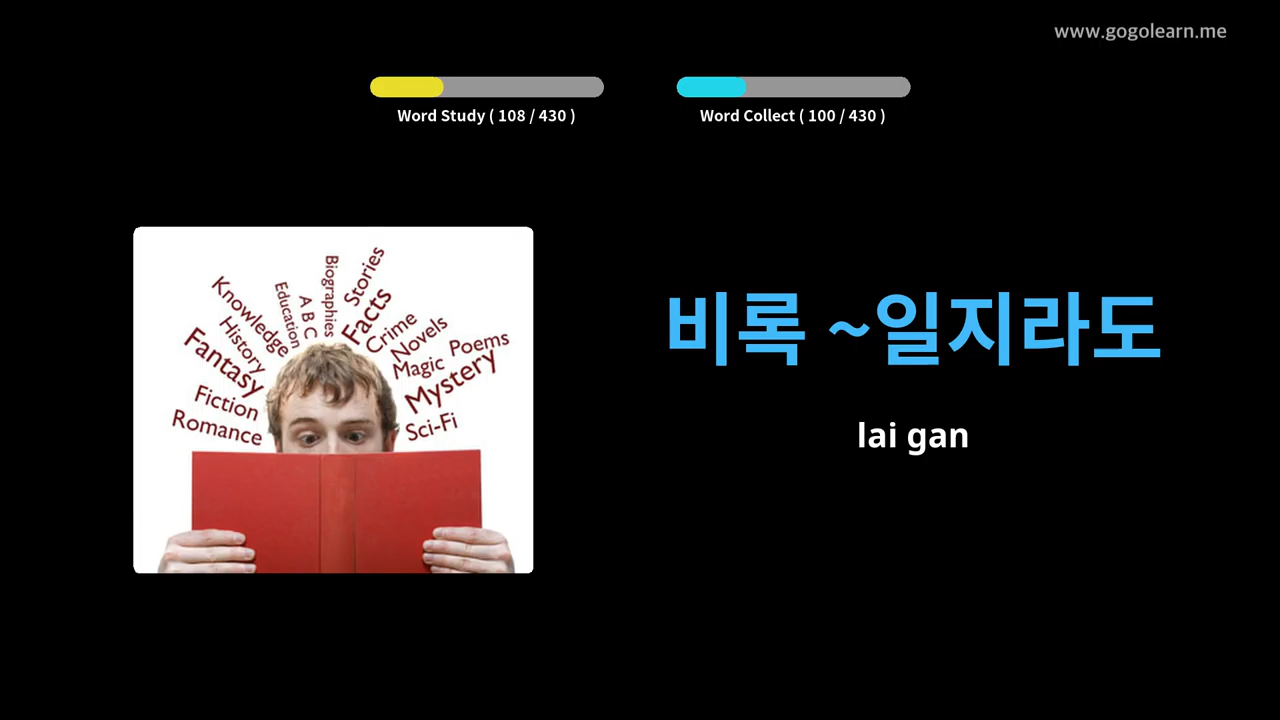 www.gogolearn.me
Word Study ( 108 / 430 )
Word Collect ( 100 / 430 )
Biographies
Stories
Knowledge
Education
A B C
Facts
History
Crime
Novels
Fantasy
Magic
Poems
Mystery
Fiction
Romance
Sci-Fi
비록 ~일지라도
lai gan